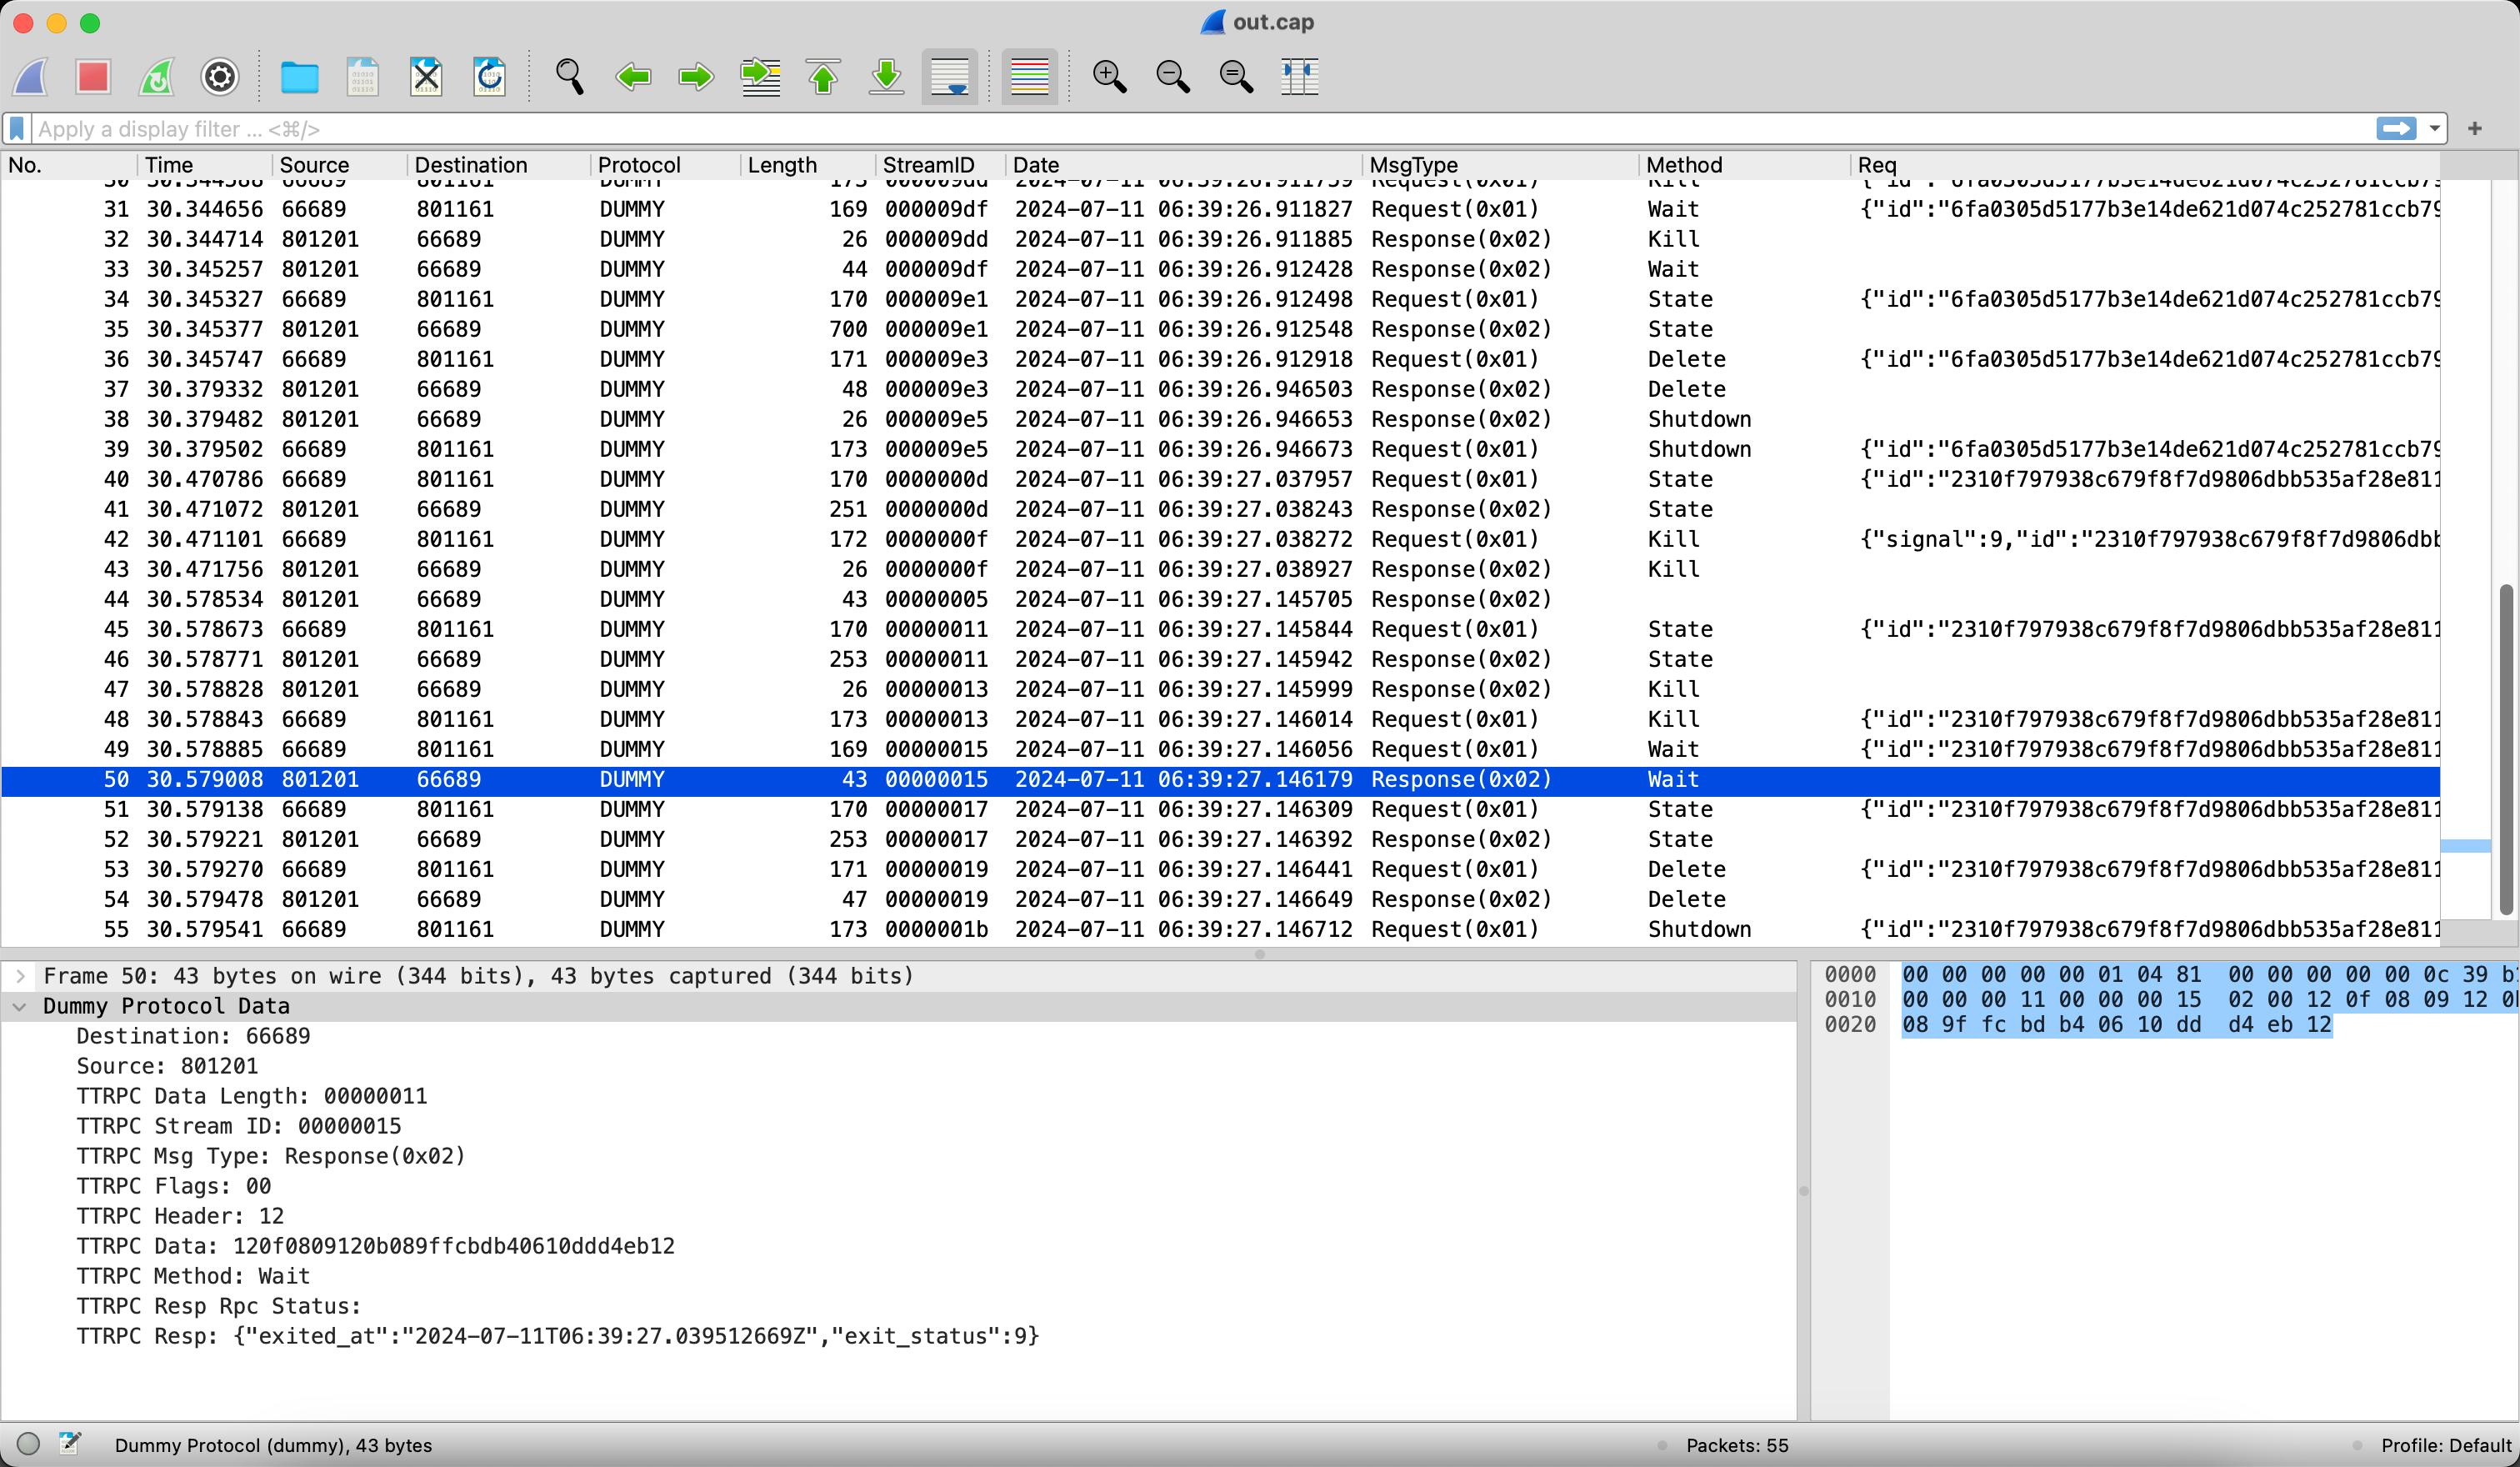 out.cap
Apply a display filter … <⌘/>
No. Time Source Destination Protocol Length StreamID Date MsgType Method Req
30 30.344588 66689 801161 DUMMY 173 000009dd 2024-07-11 06:39:26.911759 Request(0x01) Kill
31 30.344656 66689 801161 DUMMY 169 000009df 2024-07-11 06:39:26.911827 Request(0x01) Wait {"id":"6fa0305d5177b3e14de621d074c252781ccb79
32 30.344714 801201 66689 DUMMY 26 000009dd 2024-07-11 06:39:26.911885 Response(0x02) Kill
33 30.345257 801201 66689 DUMMY 44 000009df 2024-07-11 06:39:26.912428 Response(0x02) Wait
34 30.345327 66689 801161 DUMMY 170 000009e1 2024-07-11 06:39:26.912498 Request(0x01) State {"id":"6fa0305d5177b3e14de621d074c252781ccb79
35 30.345377 801201 66689 DUMMY 700 000009e1 2024-07-11 06:39:26.912548 Response(0x02) State
36 30.345747 66689 801161 DUMMY 171 000009e3 2024-07-11 06:39:26.912918 Request(0x01) Delete {"id":"6fa0305d5177b3e14de621d074c252781ccb79
37 30.379332 801201 66689 DUMMY 48 000009e3 2024-07-11 06:39:26.946503 Response(0x02) Delete
38 30.379482 801201 66689 DUMMY 26 000009e5 2024-07-11 06:39:26.946653 Response(0x02) Shutdown
39 30.379502 66689 801161 DUMMY 173 000009e5 2024-07-11 06:39:26.946673 Request(0x01) Shutdown {"id":"6fa0305d5177b3e14de621d074c252781ccb79
40 30.470786 66689 801161 DUMMY 170 0000000d 2024-07-11 06:39:27.037957 Request(0x01) State {"id":"2310f797938c679f8f7d9806dbb535af28e811
41 30.471072 801201 66689 DUMMY 251 0000000d 2024-07-11 06:39:27.038243 Response(0x02) State
42 30.471101 66689 801161 DUMMY 172 0000000f 2024-07-11 06:39:27.038272 Request(0x01) Kill {"signal":9,"id":"2310f797938c679f8f7d9806dbb
43 30.471756 801201 66689 DUMMY 26 0000000f 2024-07-11 06:39:27.038927 Response(0x02) Kill
44 30.578534 801201 66689 DUMMY 43 00000005 2024-07-11 06:39:27.145705 Response(0x02)
45 30.578673 66689 801161 DUMMY 170 00000011 2024-07-11 06:39:27.145844 Request(0x01) State {"id":"2310f797938c679f8f7d9806dbb535af28e811
46 30.578771 801201 66689 DUMMY 253 00000011 2024-07-11 06:39:27.145942 Response(0x02) State
47 30.578828 801201 66689 DUMMY 26 00000013 2024-07-11 06:39:27.145999 Response(0x02) Kill
48 30.578843 66689 801161 DUMMY 173 00000013 2024-07-11 06:39:27.146014 Request(0x01) Kill {"id":"2310f797938c679f8f7d9806dbb535af28e811
49 30.578885 66689 801161 DUMMY 169 00000015 2024-07-11 06:39:27.146056 Request(0x01) Wait {"id":"2310f797938c679f8f7d9806dbb535af28e811
50 30.579008 801201 66689 DUMMY 43 00000015 2024-07-11 06:39:27.146179 Response(0x02) Wait
51 30.579138 66689 801161 DUMMY 170 00000017 2024-07-11 06:39:27.146309 Request(0x01) State {"id":"2310f797938c679f8f7d9806dbb535af28e811
52 30.579221 801201 66689 DUMMY 253 00000017 2024-07-11 06:39:27.146392 Response(0x02) State
53 30.579270 66689 801161 DUMMY 171 00000019 2024-07-11 06:39:27.146441 Request(0x01) Delete {"id":"2310f797938c679f8f7d9806dbb535af28e811
54 30.579478 801201 66689 DUMMY 47 00000019 2024-07-11 06:39:27.146649 Response(0x02) Delete
55 30.579541 66689 801161 DUMMY 173 0000001b 2024-07-11 06:39:27.146712 Request(0x01) Shutdown {"id":"2310f797938c679f8f7d9806dbb535af28e811
Frame 50: 43 bytes on wire (344 bits), 43 bytes captured (344 bits)
Dummy Protocol Data
Destination: 66689
Source: 801201
TTRPC Data Length: 00000011
TTRPC Stream ID: 00000015
TTRPC Msg Type: Response(0x02)
TTRPC Flags: 00
TTRPC Header: 12
TTRPC Data: 120f0809120b089ffcbdb40610ddd4eb12
TTRPC Method: Wait
TTRPC Resp Rpc Status:
TTRPC Resp: {"exited_at":"2024-07-11T06:39:27.039512669Z","exit_status":9}
0000 00 00 00 00 00 01 04 81 00 00 00 00 00 0c 39 b1
0010 00 00 00 11 00 00 00 15 02 00 12 0f 08 09 12 0b
0020 08 9f fc bd b4 06 10 dd d4 eb 12
Dummy Protocol (dummy), 43 bytes
Packets: 55
Profile: Default